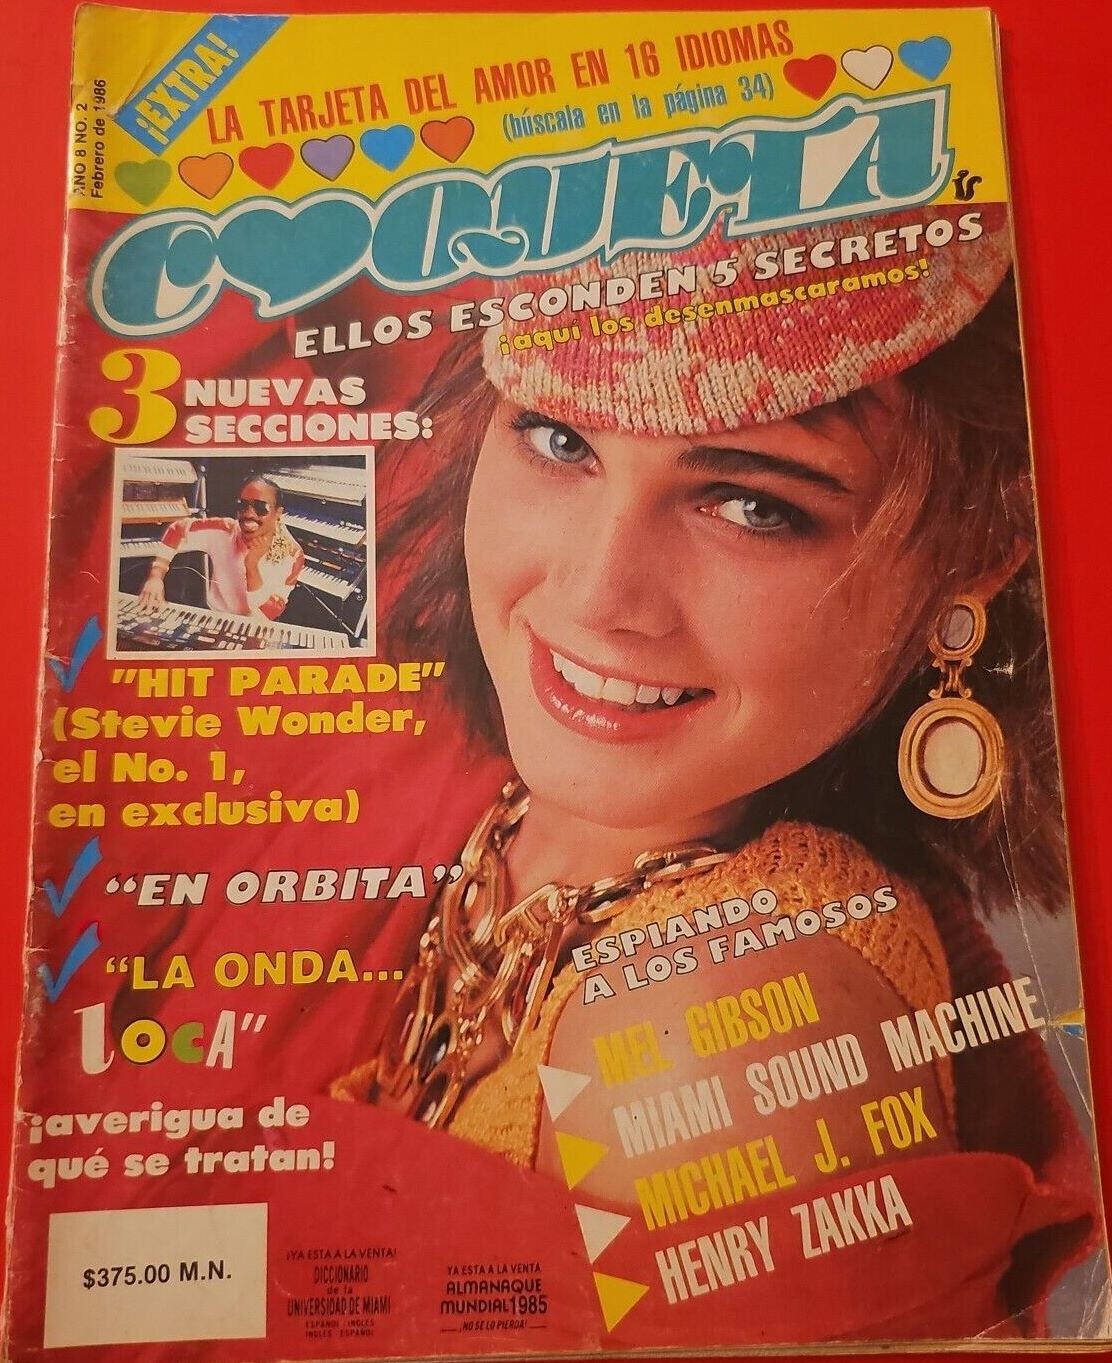 ¡EXTRA!
LA TARJETA DEL AMOR EN 16 IDIOMAS
(búscala en la página 34)
AÑO 8 NO. 2
Febrero de 1986
COQUETA
ELLOS ESCONDEN 5 SECRETOS
¡aquí los desenmascaramos!
3 NUEVAS
SECCIONES:
"HIT PARADE"
(Stevie Wonder,
el No. 1,
en exclusiva)
"EN ORBITA"
"LA ONDA...
loca"
¡averigua de
qué se tratan!
ESPIANDO
A LOS FAMOSOS
MEL GIBSON
MIAMI SOUND MACHINE
MICHAEL J. FOX
HENRY ZAKKA
$375.00 M.N.
¡YA ESTA A LA VENTA!
DICCIONARIO
de la
UNIVERSIDAD DE MIAMI
ESPAÑOL - INGLES
INGLES ESPAÑOL
YA ESTA A LA VENTA
ALMANAQUE
MUNDIAL 1985
¡NO SE LO PIERDA!